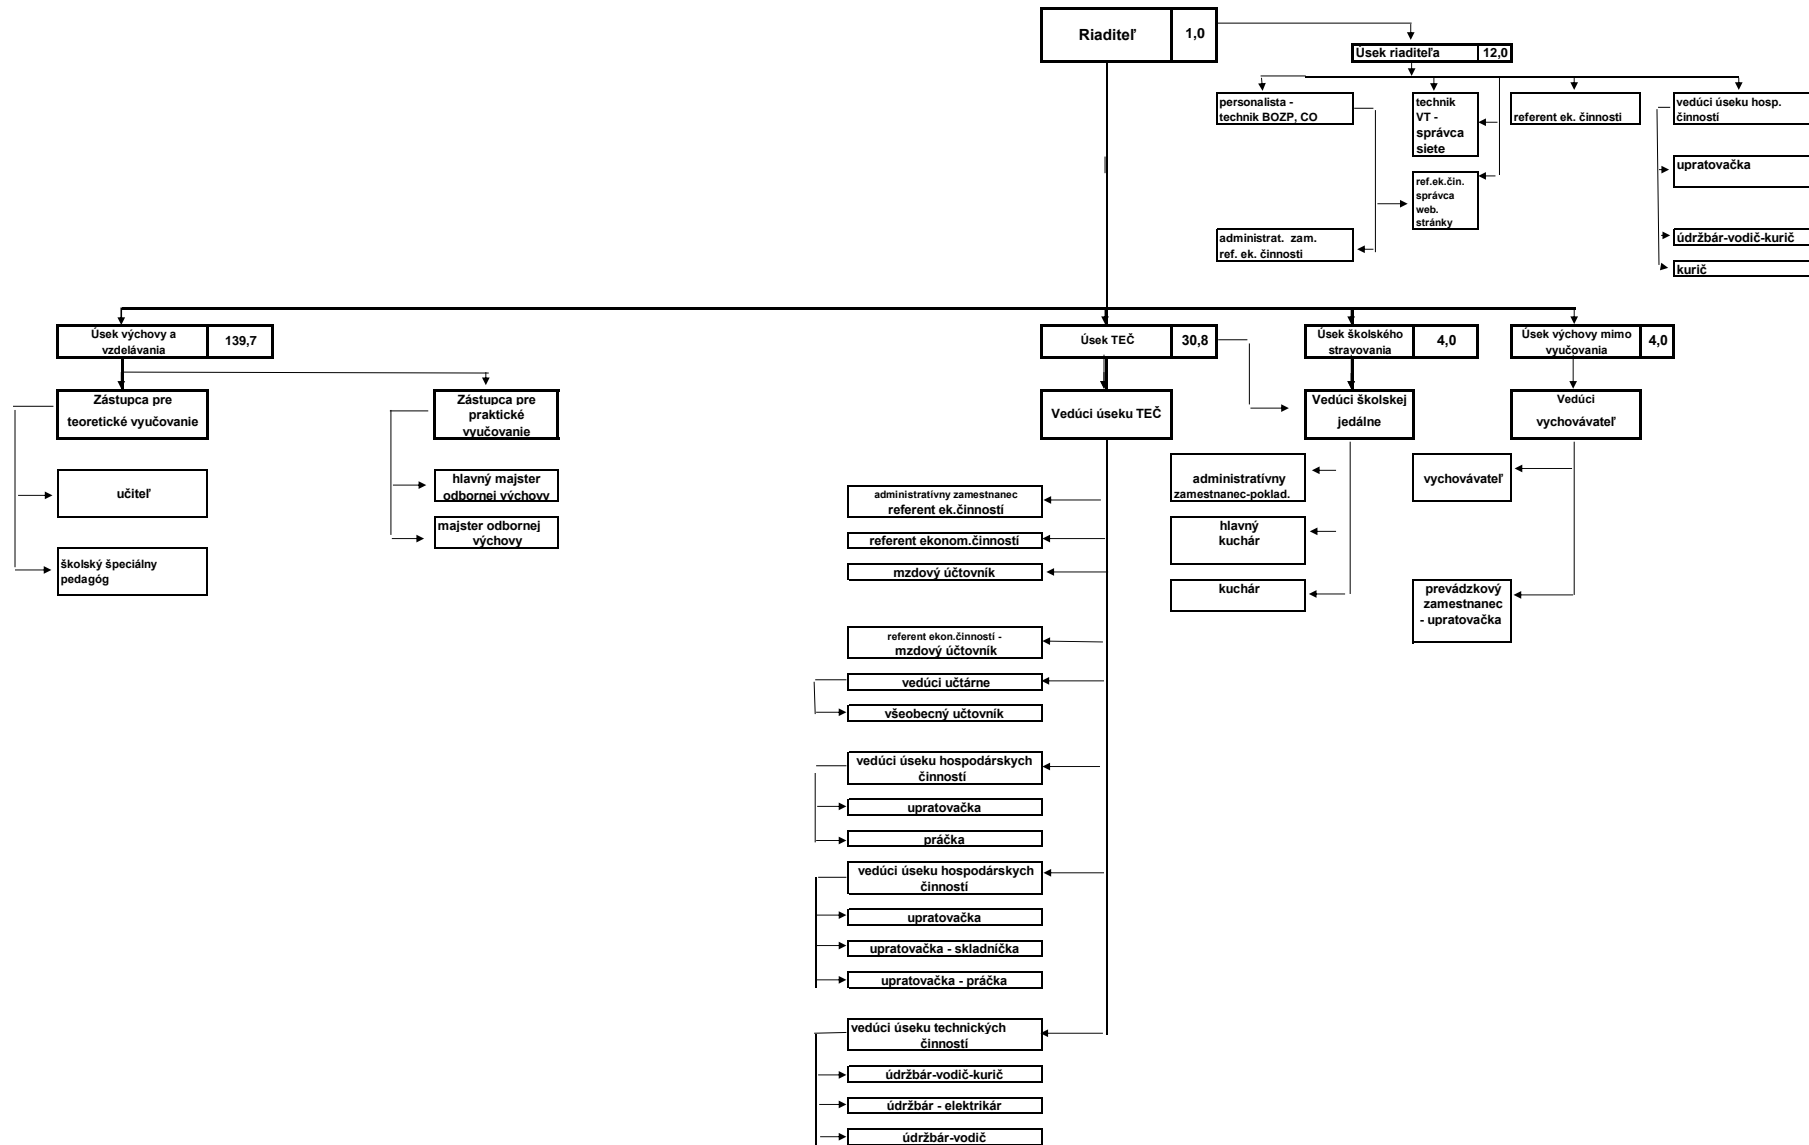 Riaditeľ
1,0
Úsek riaditeľa
12,0
personalista -
technik BOZP, CO
technik
VT -
správca
siete
referent ek. činnosti
vedúci úseku hosp.
činností
upratovačka
ref.ek.čin.
správca
web.
stránky
administrat. zam.
ref. ek. činnosti
údržbár-vodič-kurič
kurič
Úsek výchovy a
vzdelávania
139,7
Úsek TEČ
30,8
Úsek školského
stravovania
4,0
Úsek výchovy mimo
vyučovania
4,0
Zástupca pre
teoretické vyučovanie
Zástupca pre
praktické
vyučovanie
Vedúci úseku TEČ
Vedúci školskej
jedálne
Vedúci
vychovávateľ
učiteľ
školský špeciálny
pedagóg
hlavný majster
odbornej výchovy
majster odbornej
výchovy
administratívny zamestnanec
referent ek.činností
referent ekonom.činností
mzdový účtovník
referent ekon.činností -
mzdový účtovník
vedúci učtárne
všeobecný učtovník
vedúci úseku hospodárskych
činností
upratovačka
práčka
vedúci úseku hospodárskych
činností
upratovačka
upratovačka - skladníčka
upratovačka - práčka
vedúci úseku technických
činností
údržbár-vodič-kurič
údržbár - elektrikár
údržbár-vodič
administratívny
zamestnanec-poklad.
hlavný
kuchár
kuchár
vychovávateľ
prevádzkový
zamestnanec
- upratovačka